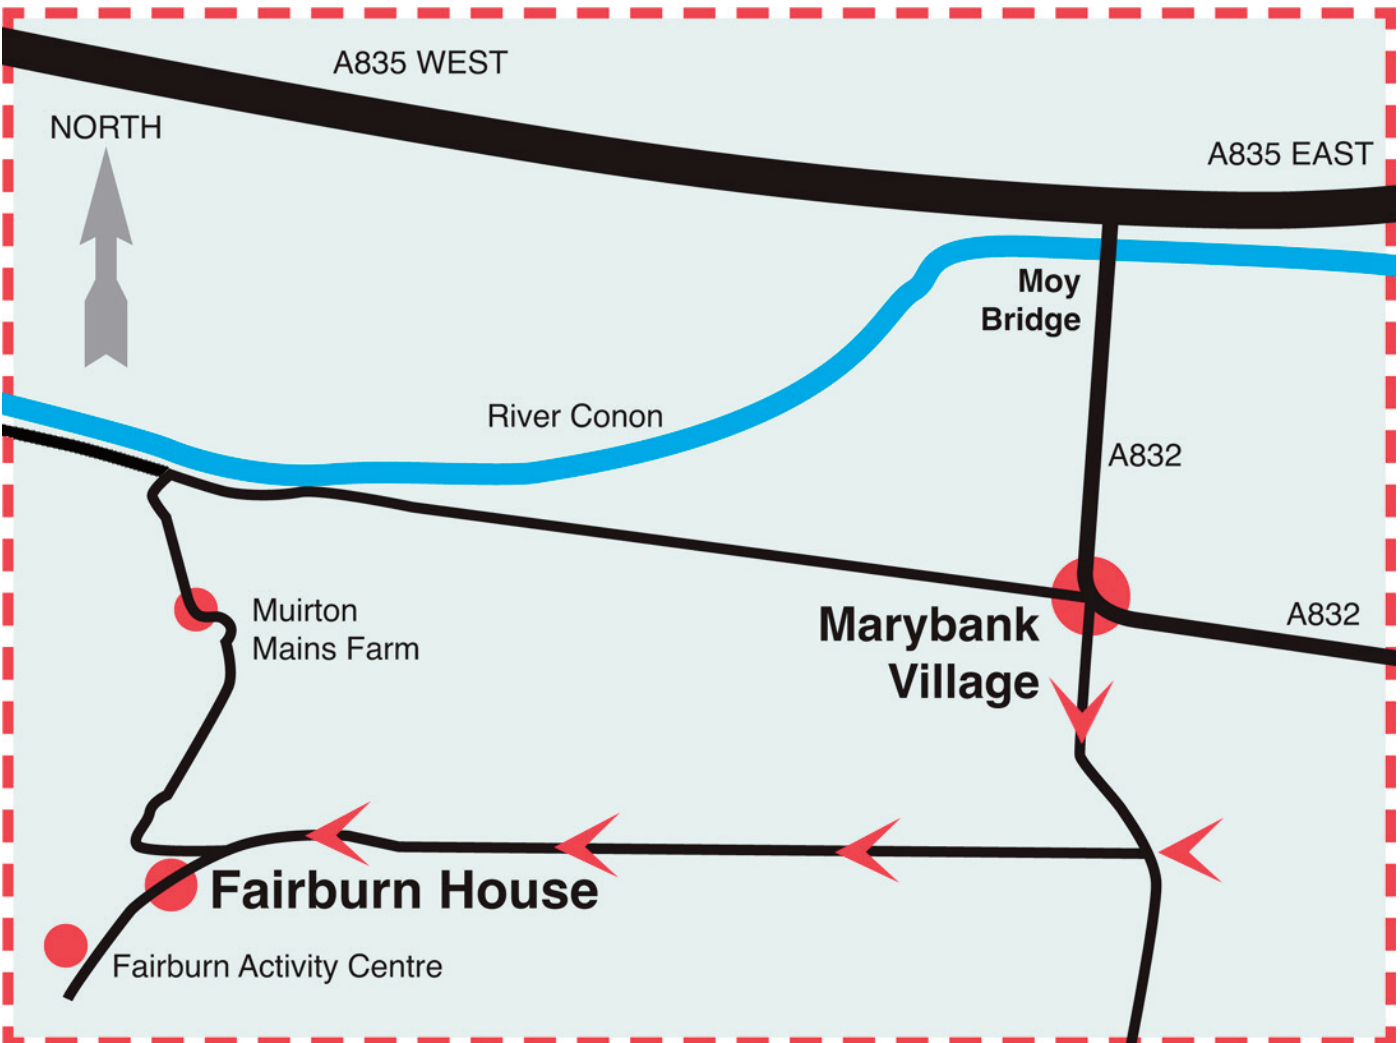 A835 WEST
NORTH
A835 EAST
Moy
Bridge
River Conon
A832
Muirton
Mains Farm
Marybank
Village
A832
Fairburn House
Fairburn Activity Centre